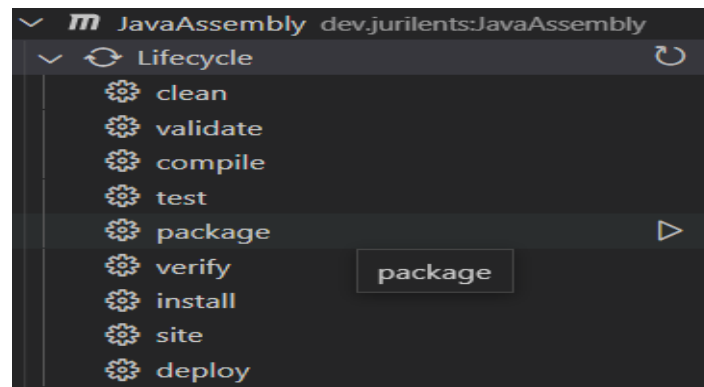 m JavaAssembly dev.jurilents:JavaAssembly
Lifecycle
clean
validate
compile
test
package
verify
package
install
site
deploy